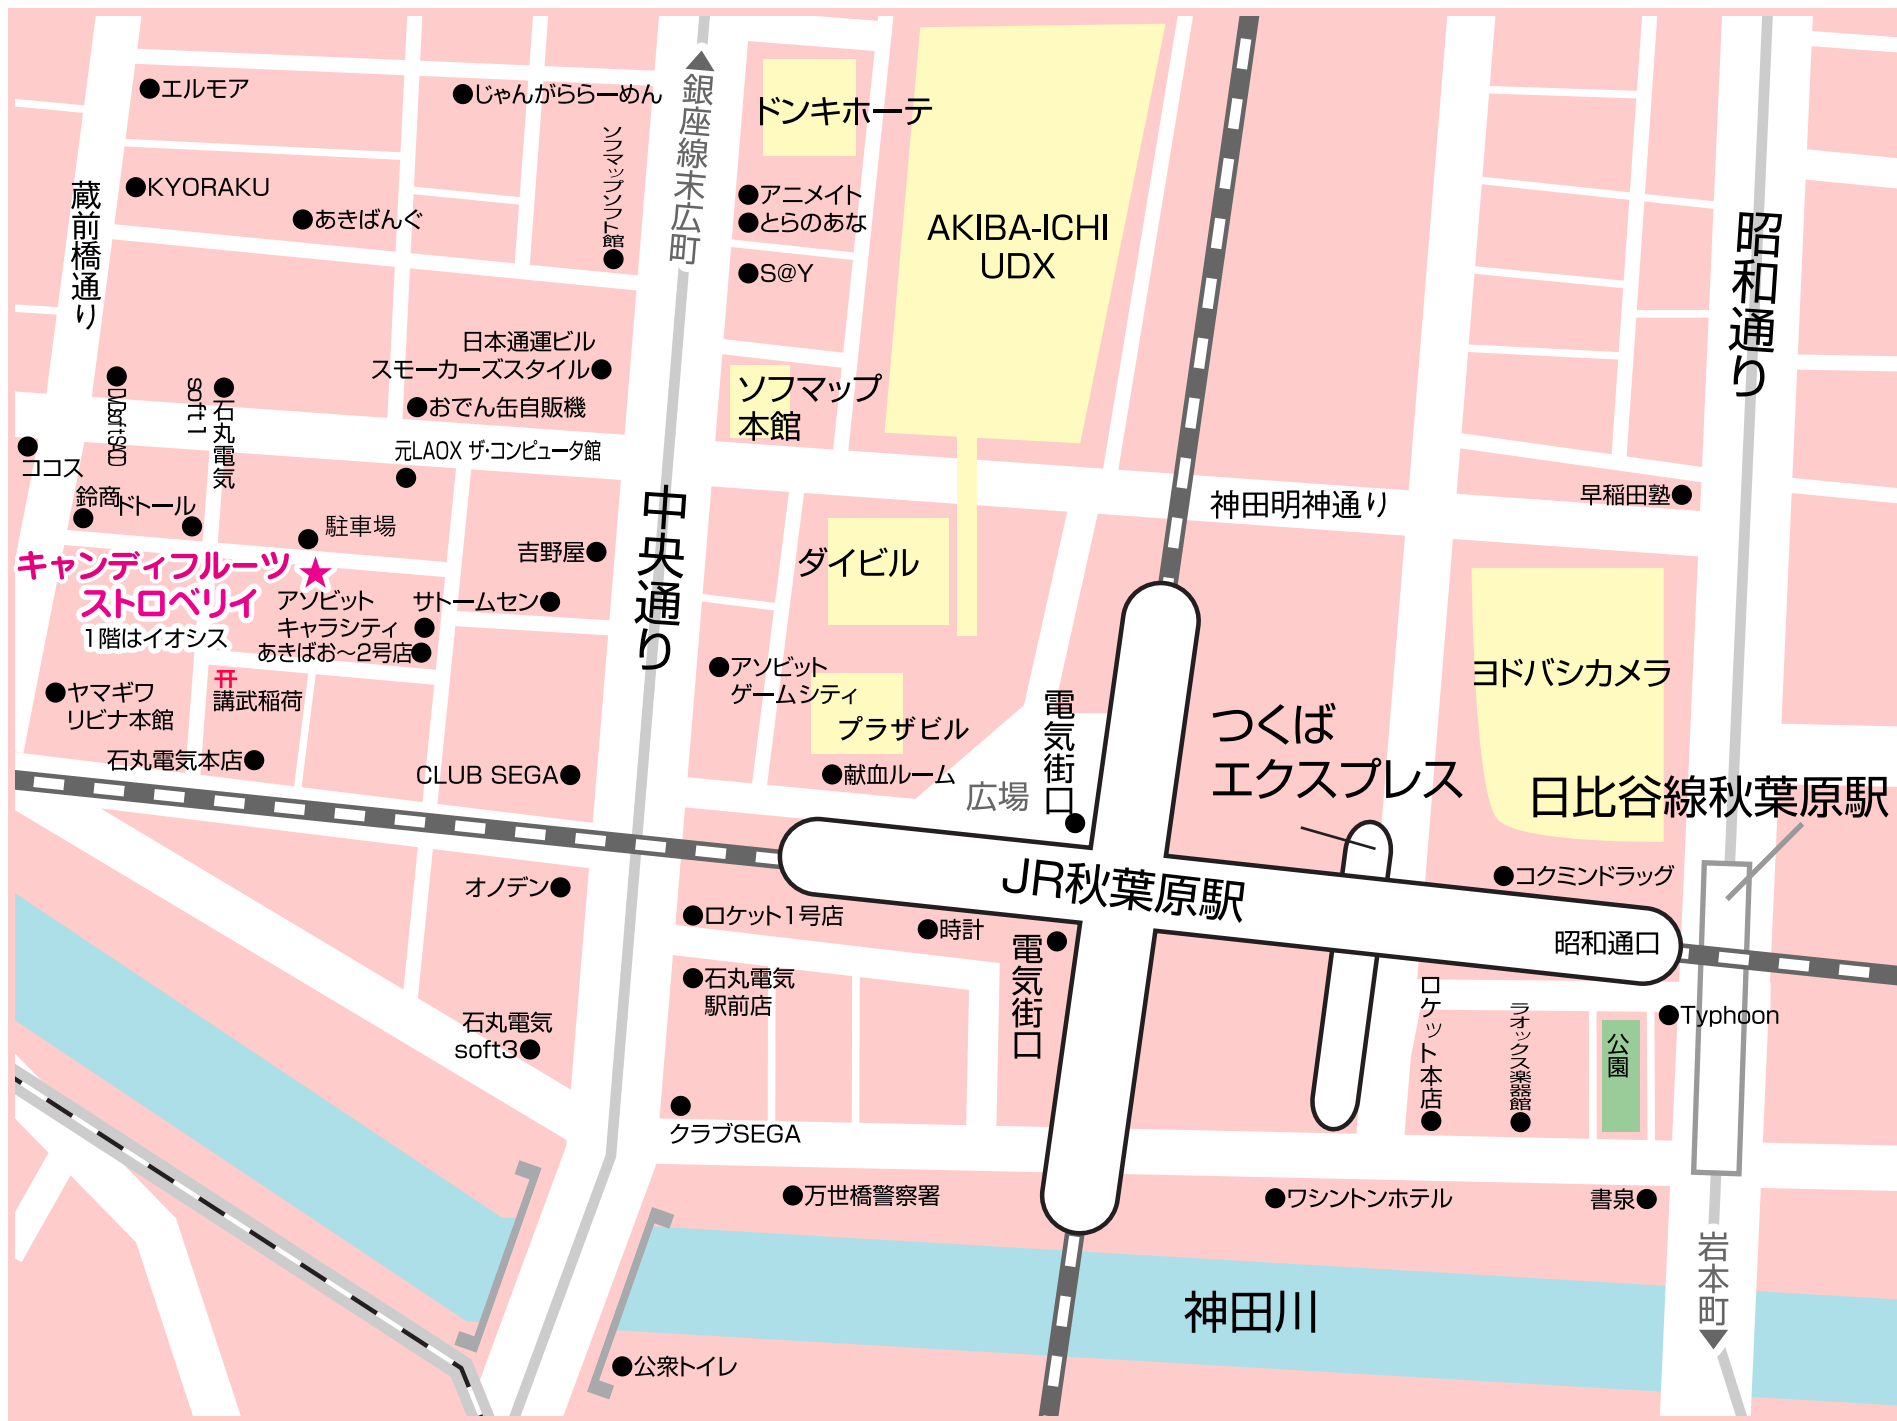 エルモア
じゃんがららーめん
▲銀座線末広町
ドンキホーテ
ソフマップソフト館
KYORAKU
あきばんぐ
蔵前橋通り
アニメイト
とらのあな
S@Y
AKIBA-ICHI
UDX
昭和通り
日本通運ビル
スモーカーズスタイル
おでん缶自販機
ソフマップ
本館
DVDsoftSACD
石丸電気
soft1
元LAOX ザ・コンピュータ館
ココス
鈴商
ドトール
駐車場
中央通り
神田明神通り
早稲田塾
吉野屋
ダイビル
キャンディフルーツ
ストロベリイ
1階はイオシス
★
アソビット
キャラシティ
サトームセン
あきばお〜2号店
講武稲荷
ヤマギワ
リビナ本館
石丸電気本店
CLUB SEGA
アソビット
ゲームシティ
プラザビル
献血ルーム
広場
電気街口
つくば
エクスプレス
ヨドバシカメラ
日比谷線秋葉原駅
JR秋葉原駅
コクミンドラッグ
昭和通口
オノデン
ロケット1号店
時計
電気街口
石丸電気
駅前店
石丸電気
soft3
ロケット本店
ラオックス楽器館
公園
Typhoon
クラブSEGA
万世橋警察署
ワシントンホテル
書泉
岩本町▼
神田川
公衆トイレ